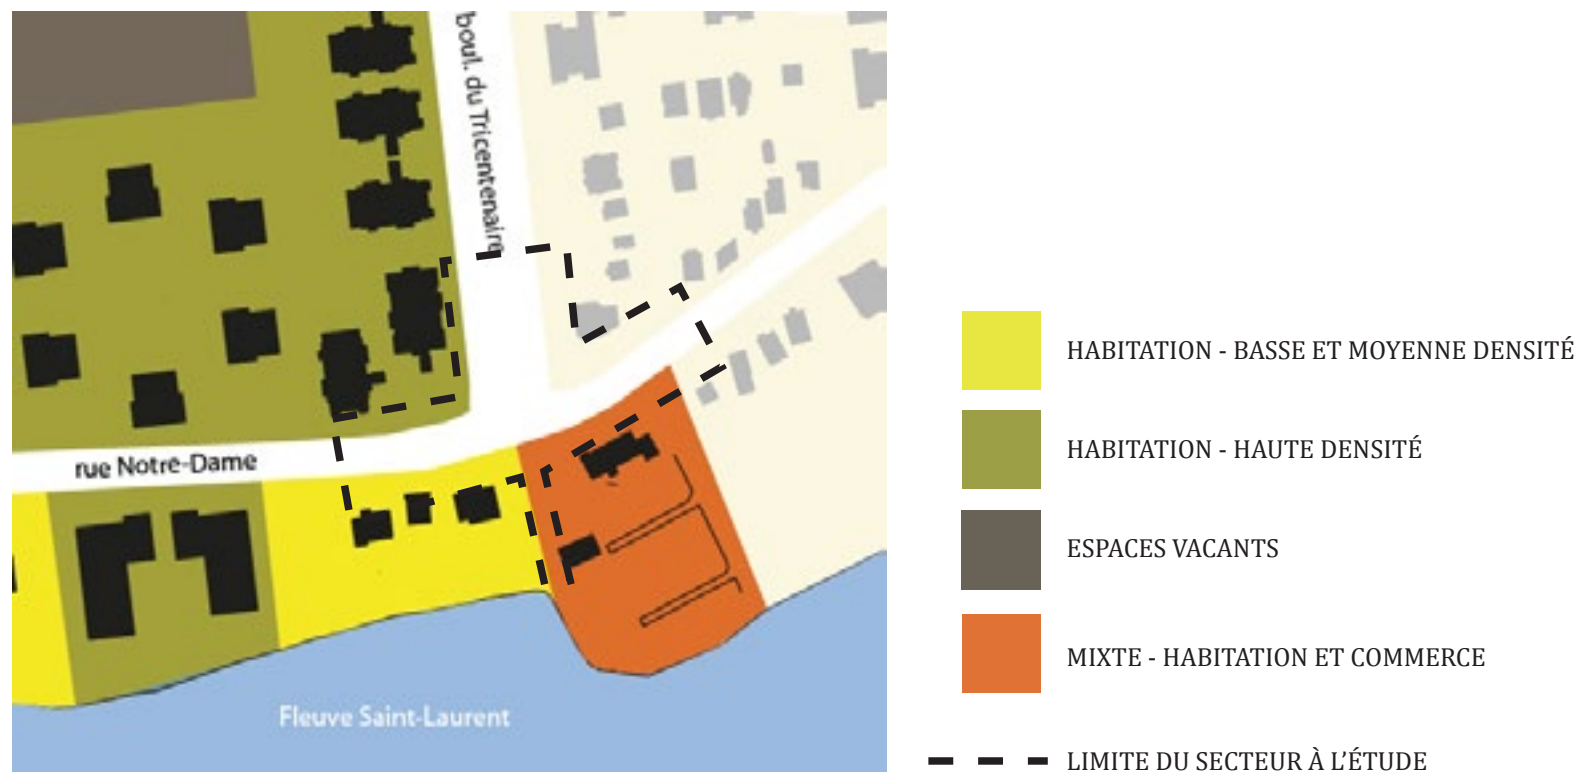 boul. du Tricentenaire
rue Notre-Dame
Fleuve Saint-Laurent
HABITATION - BASSE ET MOYENNE DENSITÉ
HABITATION - HAUTE DENSITÉ
ESPACES VACANTS
MIXTE - HABITATION ET COMMERCE
LIMITE DU SECTEUR À L'ÉTUDE